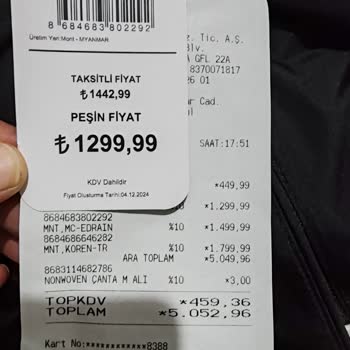 8 684683 802292
Üretim Yeri:Mont - MYANMAR
TAKSİTLİ FİYAT
₺1442,99
PEŞİN FİYAT
₺1299,99
KDV Dahildir
Fiyat Oluşturma Tarihi:04.12.2024
z. Tic. A.Ş.
Blv.
A QFL 22A
8370071817
26 01
ar Cad.
SAAT:17:51
*449,99
*1.299,99
8684683802292
MNT,MC-EDRAIN %10 *1.499,99
8684686646282
MNT,KOREN-TR %10 *1.799,99
ARA TOPLAM *5.049,96
8683114682786
NONWOVEN ÇANTA M ALI %10 *3,00
TOPKDV *459,36
TOPLAM *5.052,96
Kart No:************8388